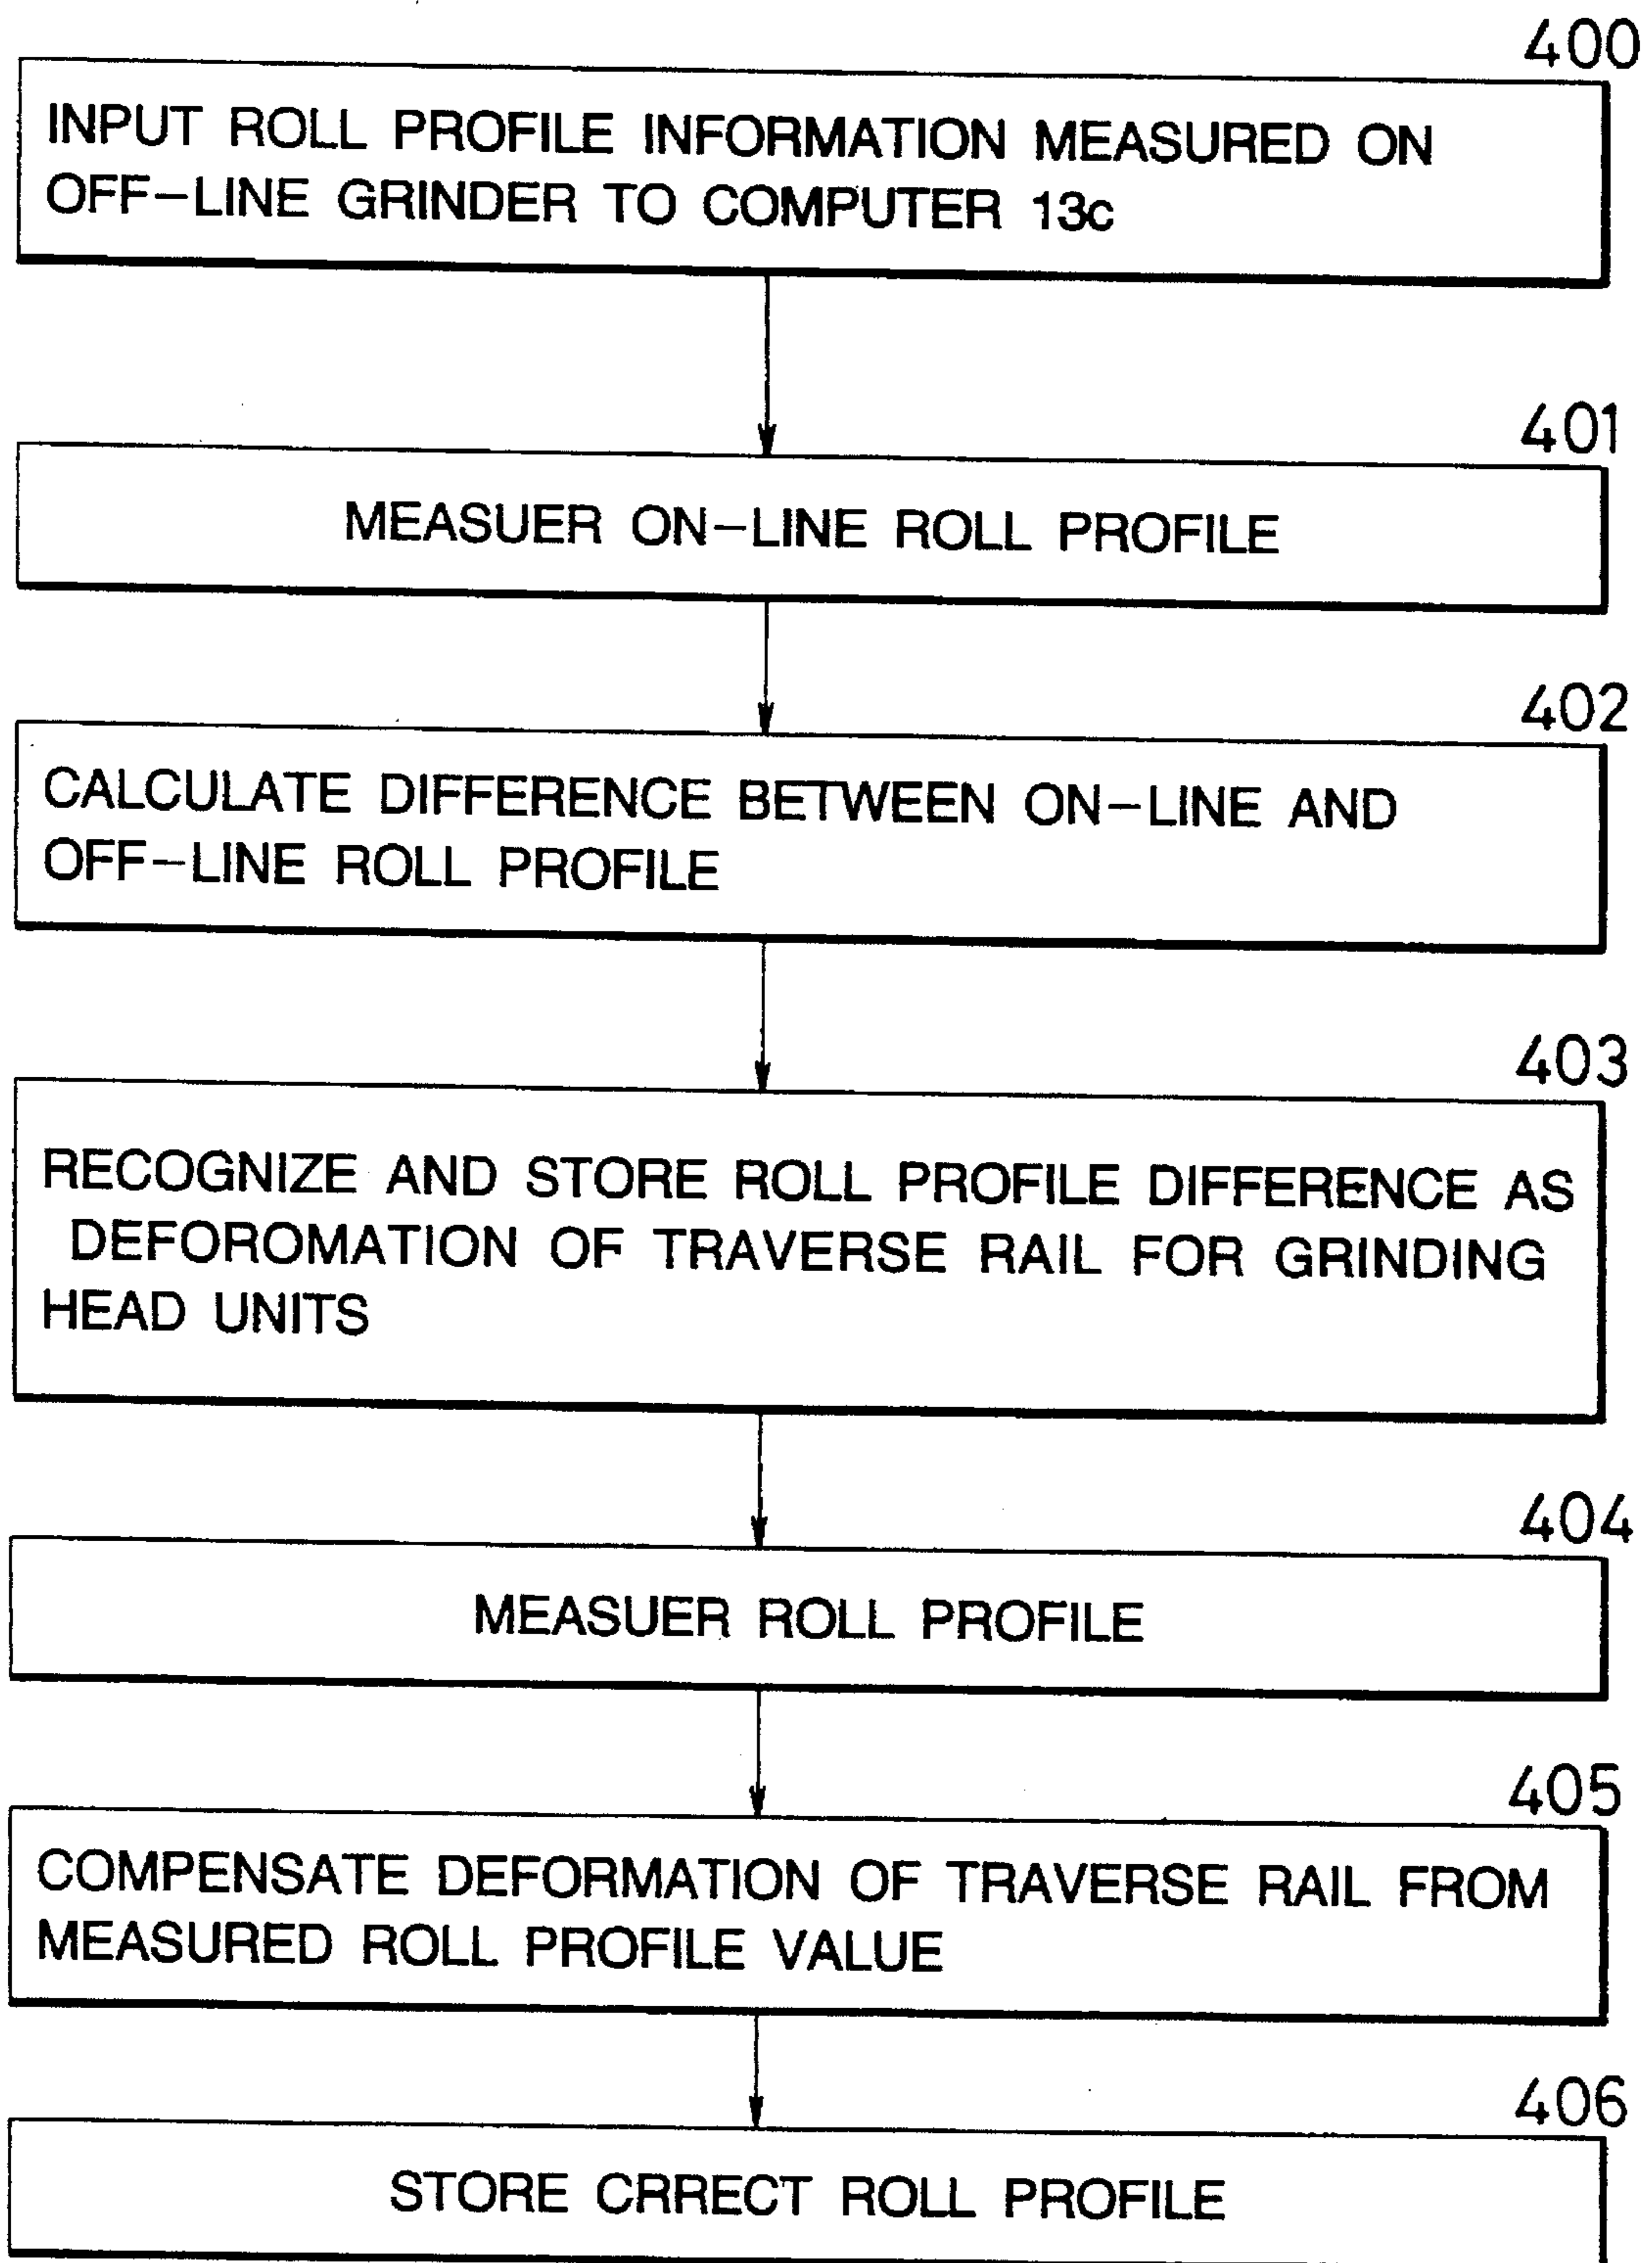 400
INPUT ROLL PROFILE INFORMATION MEASURED ON
OFF-LINE GRINDER TO COMPUTER 13c
401
MEASUER ON-LINE ROLL PROFILE
402
CALCULATE DIFFERENCE BETWEEN ON-LINE AND
OFF-LINE ROLL PROFILE
403
RECOGNIZE AND STORE ROLL PROFILE DIFFERENCE AS
DEFOROMATION OF TRAVERSE RAIL FOR GRINDING
HEAD UNITS
404
MEASUER ROLL PROFILE
405
COMPENSATE DEFORMATION OF TRAVERSE RAIL FROM
MEASURED ROLL PROFILE VALUE
406
STORE CRRECT ROLL PROFILE